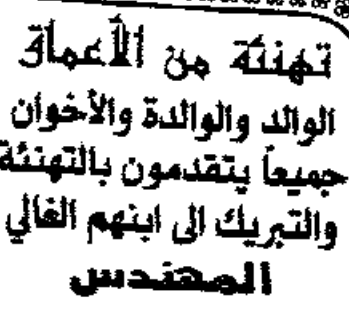 تهنئة من الأعماق
الوالد والوالدة والأخوان
جميعاً يتقدمون بالتهنئة
والتبريك الى ابنهم الغالي
المهندس